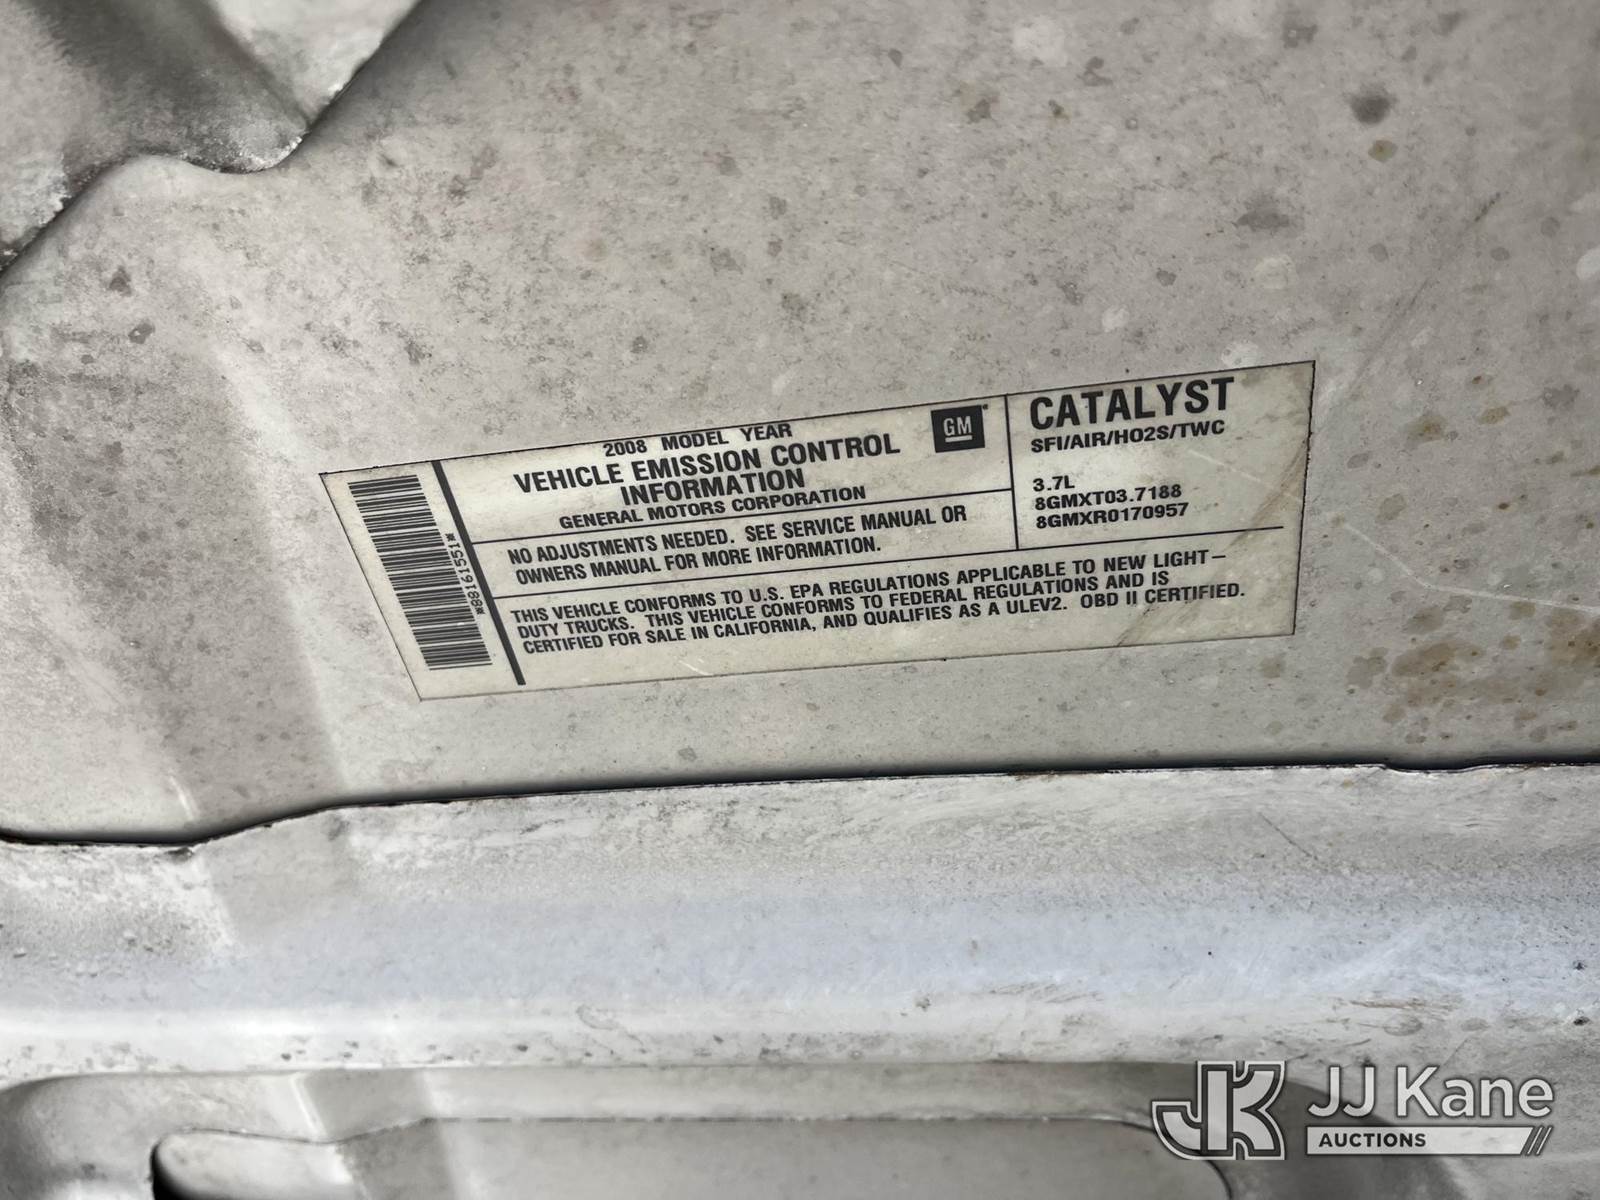 2008 MODEL YEAR
VEHICLE EMISSION CONTROL
INFORMATION
GENERAL MOTORS CORPORATION
GM
NO ADJUSTMENTS NEEDED. SEE SERVICE MANUAL OR
OWNERS MANUAL FOR MORE INFORMATION.
CATALYST
SFI/AIR/HO2S/TWC
3.7L
8GMXT03.7188
8GMXR0170957
THIS VEHICLE CONFORMS TO U.S. EPA REGULATIONS APPLICABLE TO NEW LIGHT–
DUTY TRUCKS. THIS VEHICLE CONFORMS TO FEDERAL REGULATIONS AND IS
CERTIFIED FOR SALE IN CALIFORNIA, AND QUALIFIES AS A ULEV2. OBD II CERTIFIED.
*88161551*
JK JJ Kane
AUCTIONS